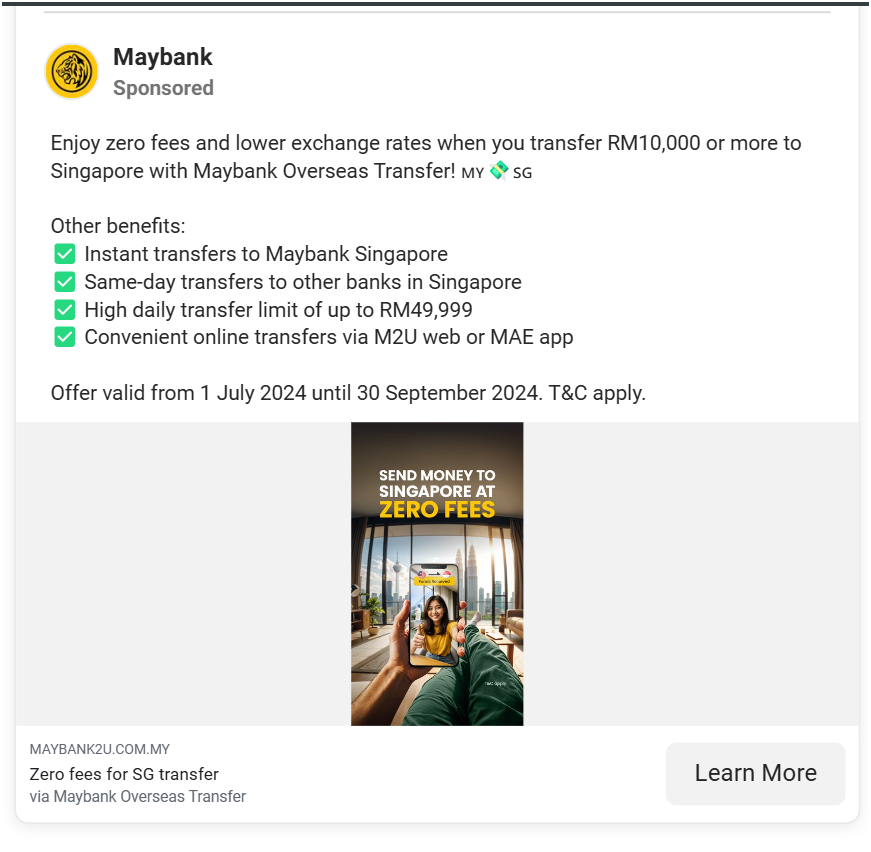 Maybank
Sponsored
Enjoy zero fees and lower exchange rates when you transfer RM10,000 or more to
Singapore with Maybank Overseas Transfer! MY 💸 SG
Other benefits:
✅ Instant transfers to Maybank Singapore
✅ Same-day transfers to other banks in Singapore
✅ High daily transfer limit of up to RM49,999
✅ Convenient online transfers via M2U web or MAE app
Offer valid from 1 July 2024 until 30 September 2024. T&C apply.
SEND MONEY TO
SINGAPORE AT
ZERO FEES
Funds Received
T&C apply
MAYBANK2U.COM.MY
Zero fees for SG transfer
via Maybank Overseas Transfer
Learn More